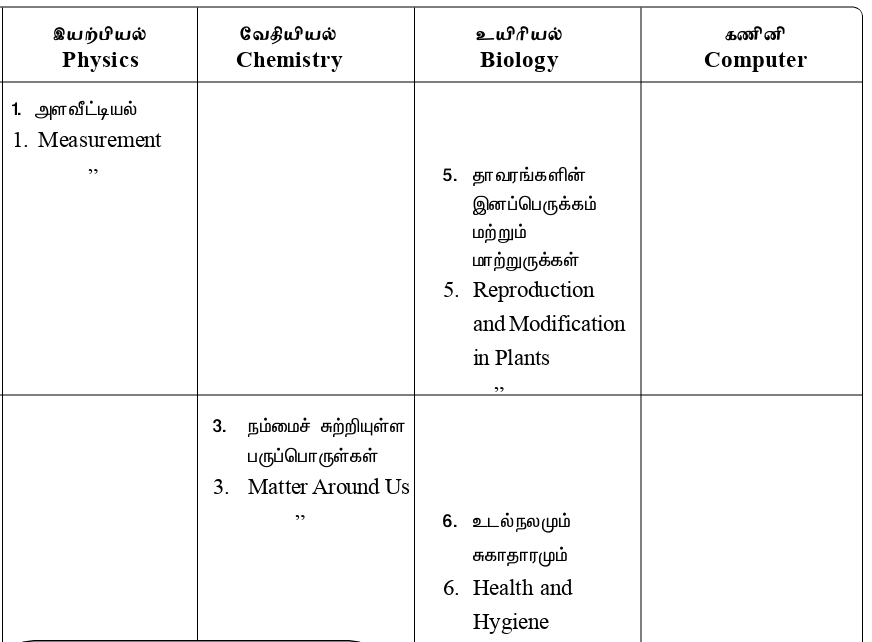 இயற்பியல்
Physics
வேதியியல்
Chemistry
உயிரியல்
Biology
கணினி
Computer
1. அளவீட்டியல்
1. Measurement
”
5. தாவரங்களின்
இனப்பெருக்கம்
மற்றும்
மாற்றுருக்கள்
5. Reproduction
and Modification
in Plants
”
3. நம்மைச் சுற்றியுள்ள
பருப்பொருள்கள்
3. Matter Around Us
”
6. உடல்நலமும்
சுகாதாரமும்
6. Health and
Hygiene